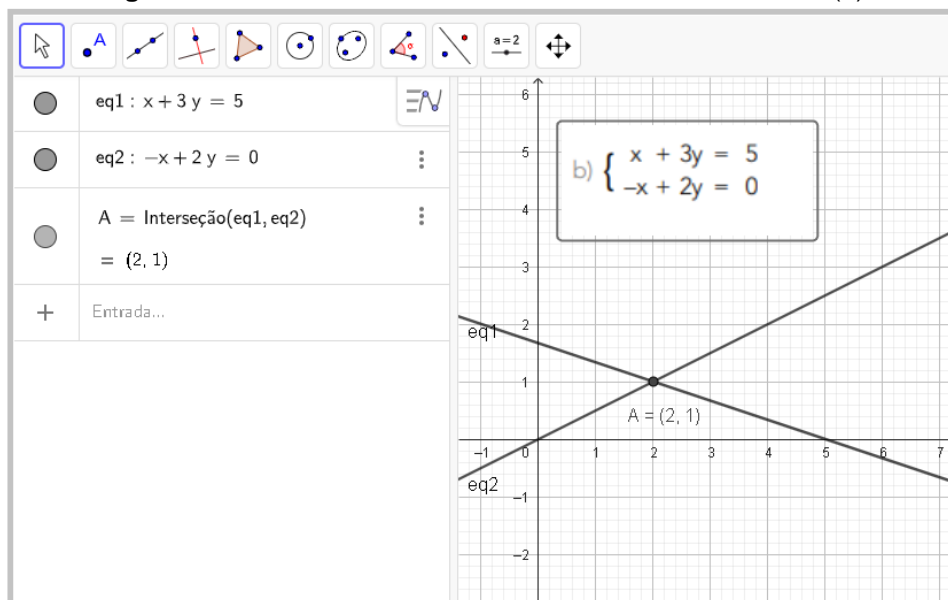 A
a=2
eq1 : x + 3 y = 5
eq2 : −x + 2 y = 0
A = Interseção(eq1, eq2)
= (2, 1)
+ Entrada...
b) { x + 3y = 5
−x + 2y = 0
6
5
4
3
2
1
−1
−2
−1 0 1 2 3 4 5 6 7
eq1
A = (2, 1)
eq2